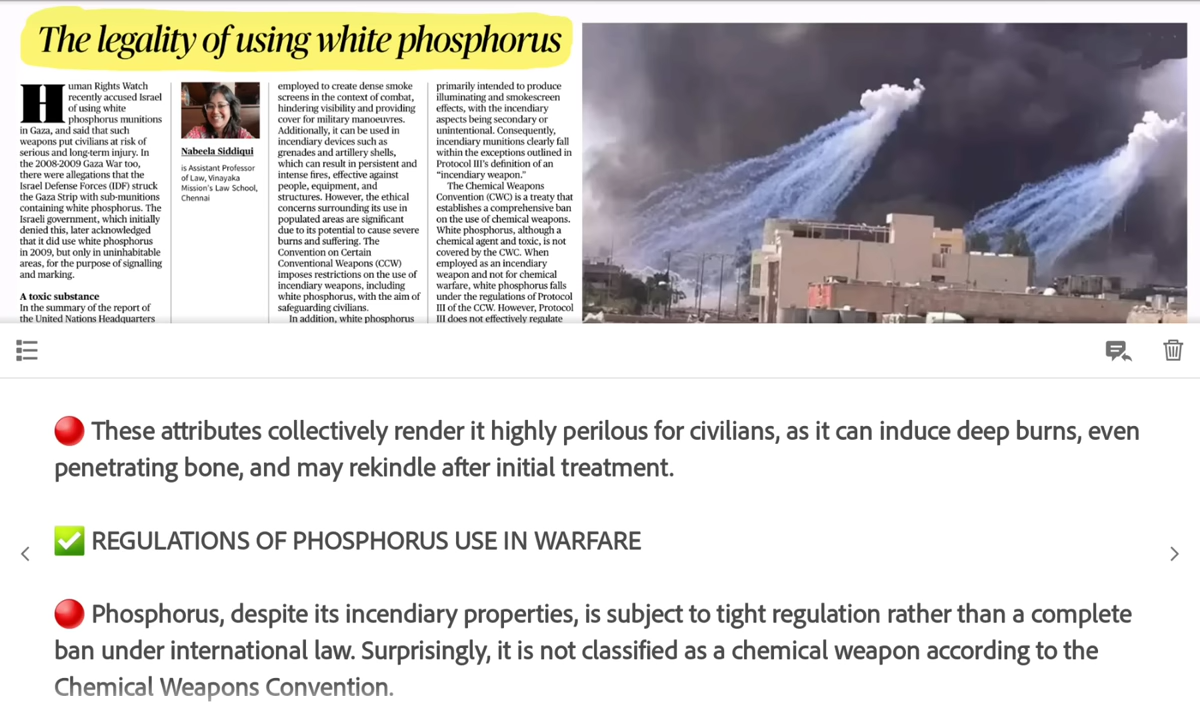 The legality of using white phosphorus
Human Rights Watch
recently accused Israel
of using white
phosphorus munitions
in Gaza, and said that such
weapons put civilians at risk of
serious and long-term injury. In
the 2008-2009 Gaza War too,
there were allegations that the
Israel Defense Forces (IDF) struck
the Gaza Strip with sub-munitions
containing white phosphorus. The
Israeli government, which initially
denied this, later acknowledged
that it did use white phosphorus
in 2009, but only in uninhabitable
areas, for the purpose of signalling
and marking.
A toxic substance
In the summary of the report of
the United Nations Headquarters
Nabeela Siddiqui
is Assistant Professor
of Law, Vinayaka
Mission's Law School,
Chennai
employed to create dense smoke
screens in the context of combat,
hindering visibility and providing
cover for military manoeuvres.
Additionally, it can be used in
incendiary devices such as
grenades and artillery shells,
which can result in persistent and
intense fires, effective against
people, equipment, and
structures. However, the ethical
concerns surrounding its use in
populated areas are significant
due to its potential to cause severe
burns and suffering. The
Convention on Certain
Conventional Weapons (CCW)
imposes restrictions on the use of
incendiary weapons, including
white phosphorus, with the aim of
safeguarding civilians.
In addition, white phosphorus
primarily intended to produce
illuminating and smokescreen
effects, with the incendiary
aspects being secondary or
unintentional. Consequently,
incendiary munitions clearly fall
within the exceptions outlined in
Protocol III's definition of an
"incendiary weapon."
The Chemical Weapons
Convention (CWC) is a treaty that
establishes a comprehensive ban
on the use of chemical weapons.
White phosphorus, although a
chemical agent and toxic, is not
covered by the CWC. When
employed as an incendiary
weapon and not for chemical
warfare, white phosphorus falls
under the regulations of Protocol
III of the CCW. However, Protocol
III does not effectively regulate
These attributes collectively render it highly perilous for civilians, as it can induce deep burns, even
penetrating bone, and may rekindle after initial treatment.
REGULATIONS OF PHOSPHORUS USE IN WARFARE
Phosphorus, despite its incendiary properties, is subject to tight regulation rather than a complete
ban under international law. Surprisingly, it is not classified as a chemical weapon according to the
Chemical Weapons Convention.